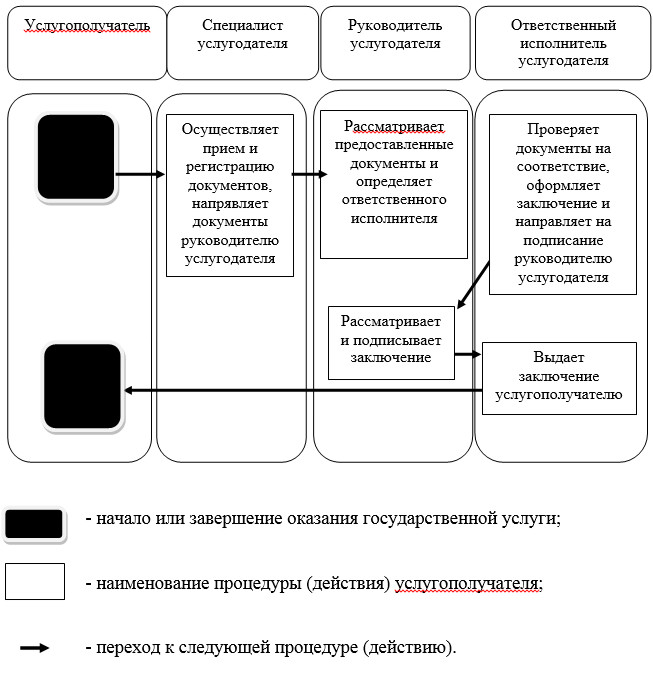 Услугополучатель
Специалист
услугодателя
Руководитель
услугодателя
Ответственный
исполнитель
услугодателя
Осуществляет
прием и
регистрацию
документов,
напрявляет
документы
руководителю
услугодателя
Рассматривает
предоставленные
документы и
определяет
ответственного
исполнителя
Проверяет
документы на
соответствие,
оформляет
заключение и
направляет на
подписание
руководителю
услугодателя
Рассматривает
и подписывает
заключение
Выдает
заключение
услугополучателю
- начало или завершение оказания государственной услуги;
- наименование процедуры (действия) услугополучателя;
- переход к следующей процедуре (действию).